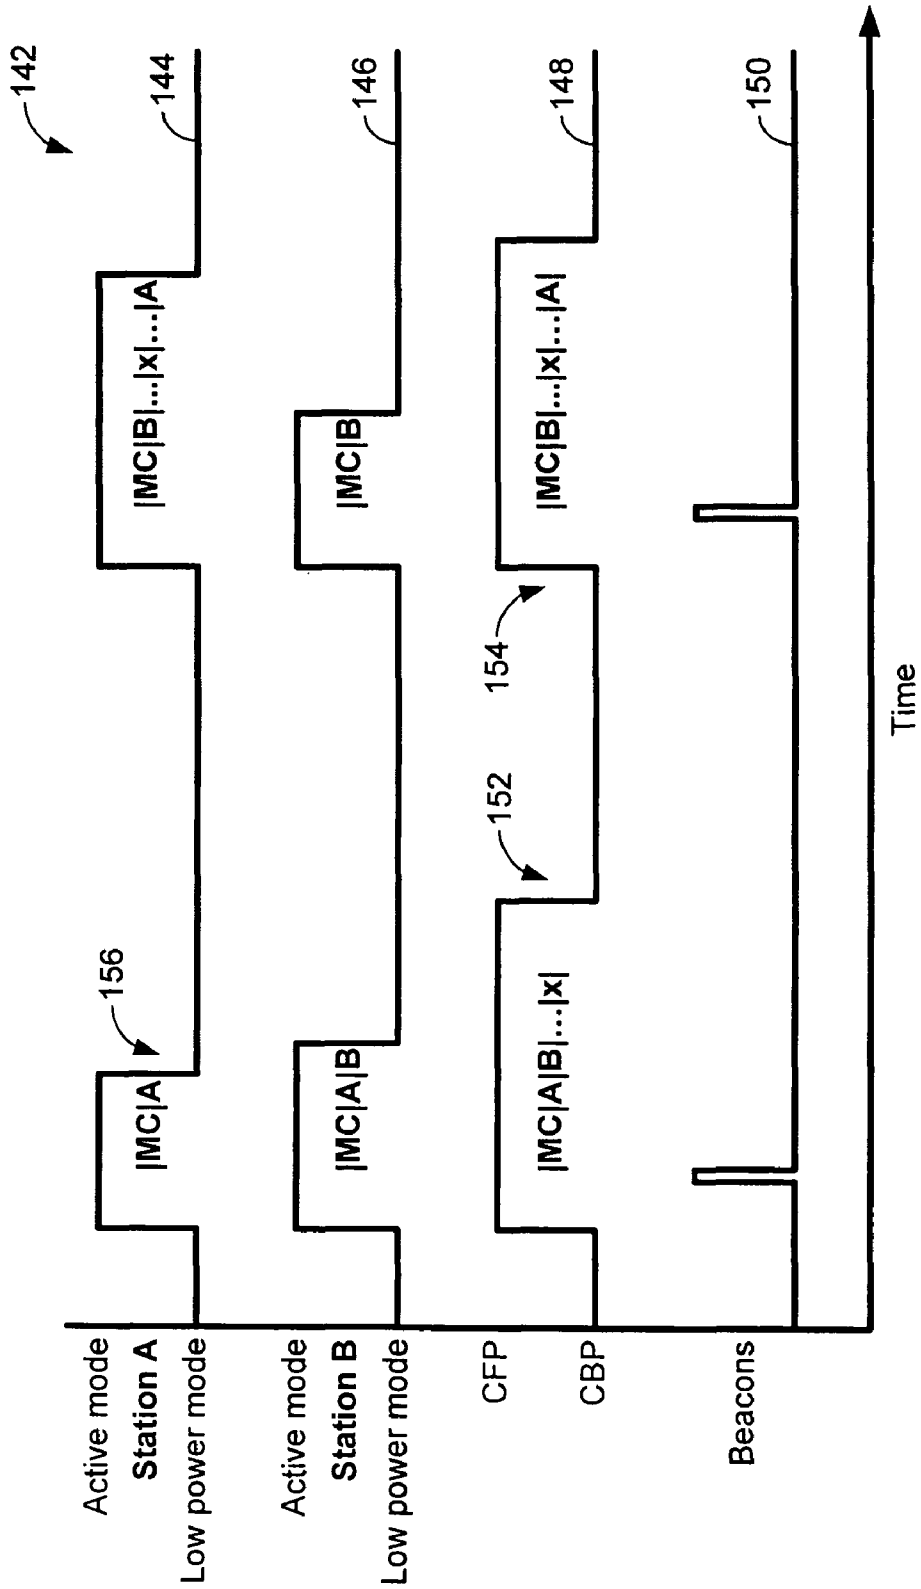 142
Active mode
Station A
Low power mode
|MC|A
156
|MC|B|...|x|...|A
144
Active mode
Station B
Low power mode
|MC|A|B
|MC|B
146
CFP
CBP
|MC|A|B|...|x|
152
154
|MC|B|...|x|...|A|
148
Beacons
150
Time